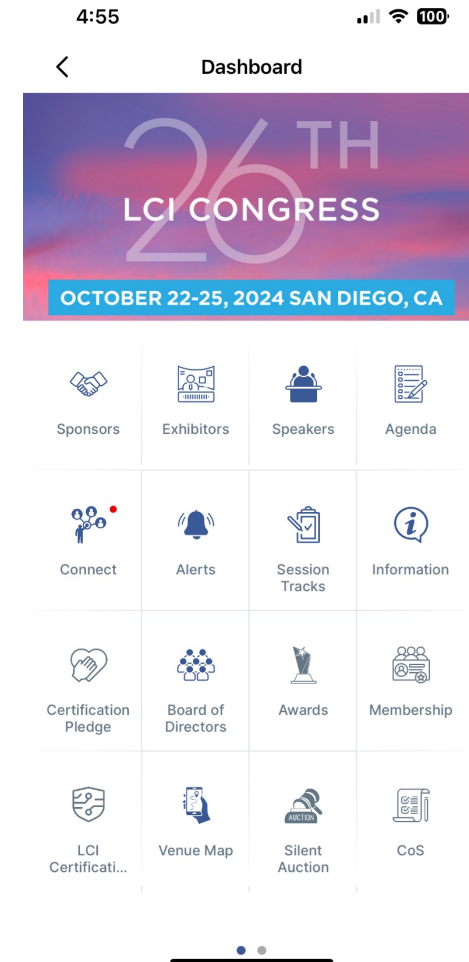 4:55
100
Dashboard
26TH
LCI CONGRESS
OCTOBER 22-25, 2024 SAN DIEGO, CA
Sponsors
Exhibitors
Speakers
Agenda
Connect
Alerts
Session
Tracks
Information
Certification
Pledge
Board of
Directors
Awards
Membership
LCI
Certificati...
Venue Map
AUCTION
Silent
Auction
CoS